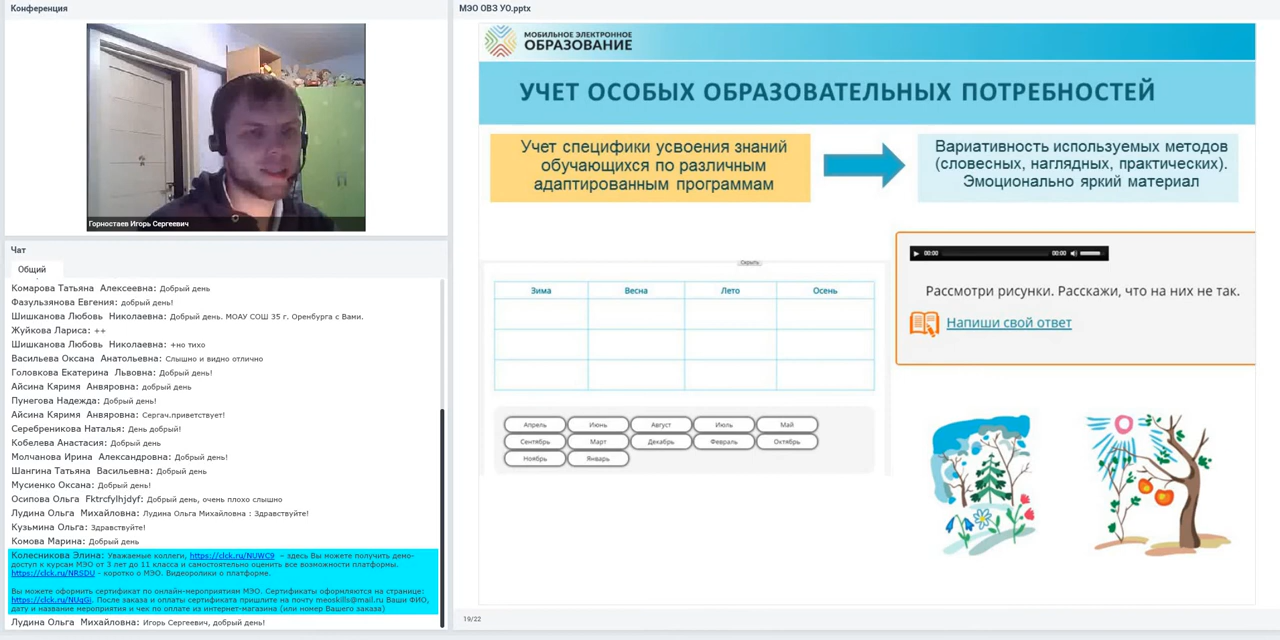 Конференция
Горностаев Игорь Сергеевич
Чат
Общий
Комарова Татьяна Алексеевна: Добрый день
Фазульзянова Евгения: добрый день!
Шишканова Любовь Николаевна: Добрый день. МОАУ СОШ 35 г. Оренбурга с Вами.
Жуйкова Лариса: ++
Шишканова Любовь Николаевна: +но тихо
Васильева Оксана Анатольевна: Слышно и видно отлично
Головкова Екатерина Львовна: Добрый день!
Айсина Кяримя Анвяровна: добрый день
Пунегова Надежда: Добрый день!
Айсина Кяримя Анвяровна: Сергач.приветствует!
Серебренникова Наталья: День добрый!
Кобелева Анастасия: Добрый день
Молчанова Ирина Александровна: Добрый день!
Шангина Татьяна Васильевна: Добрый день
Мусиенко Оксана: Добрый день!
Осипова Ольга Fktrcfylhjdyf: Добрый день, очень плохо слышно
Лудина Ольга Михайловна: Лудина Ольга Михайловна : Здравствуйте!
Кузьмина Ольга: Здравствуйте!
Комова Марина: Добрый день
Колесникова Элина: Уважаемые коллеги, https://clck.ru/NUWC9 – здесь Вы можете получить демо-
доступ к курсам МЭО от 3 лет до 11 класса и самостоятельно оценить все возможности платформы.
https://clck.ru/NRSDU - коротко о МЭО. Видеоролики о платформе.
Вы можете оформить сертификат по онлайн-мероприятиям МЭО. Сертификаты оформляются на странице:
https://clck.ru/NUqGj. После заказа и оплаты сертификата пришлите на почту meoskills@mail.ru Ваши ФИО,
дату и название мероприятия и чек по оплате из интернет-магазина (или номер Вашего заказа)
Лудина Ольга Михайловна: Игорь Сергеевич, добрый день!
МЭО ОВЗ УО.pptx
МОБИЛЬНОЕ ЭЛЕКТРОННОЕ
ОБРАЗОВАНИЕ
УЧЕТ ОСОБЫХ ОБРАЗОВАТЕЛЬНЫХ ПОТРЕБНОСТЕЙ
Учет специфики усвоения знаний
обучающихся по различным
адаптированным программам
Вариативность используемых методов
(словесных, наглядных, практических).
Эмоционально яркий материал
Скрыть
Зима Весна Лето Осень
Апрель Июнь Август Июль Май
Сентябрь Март Декабрь Февраль Октябрь
Ноябрь Январь
00:00 00:00
Рассмотри рисунки. Расскажи, что на них не так.
Напиши свой ответ
19/22